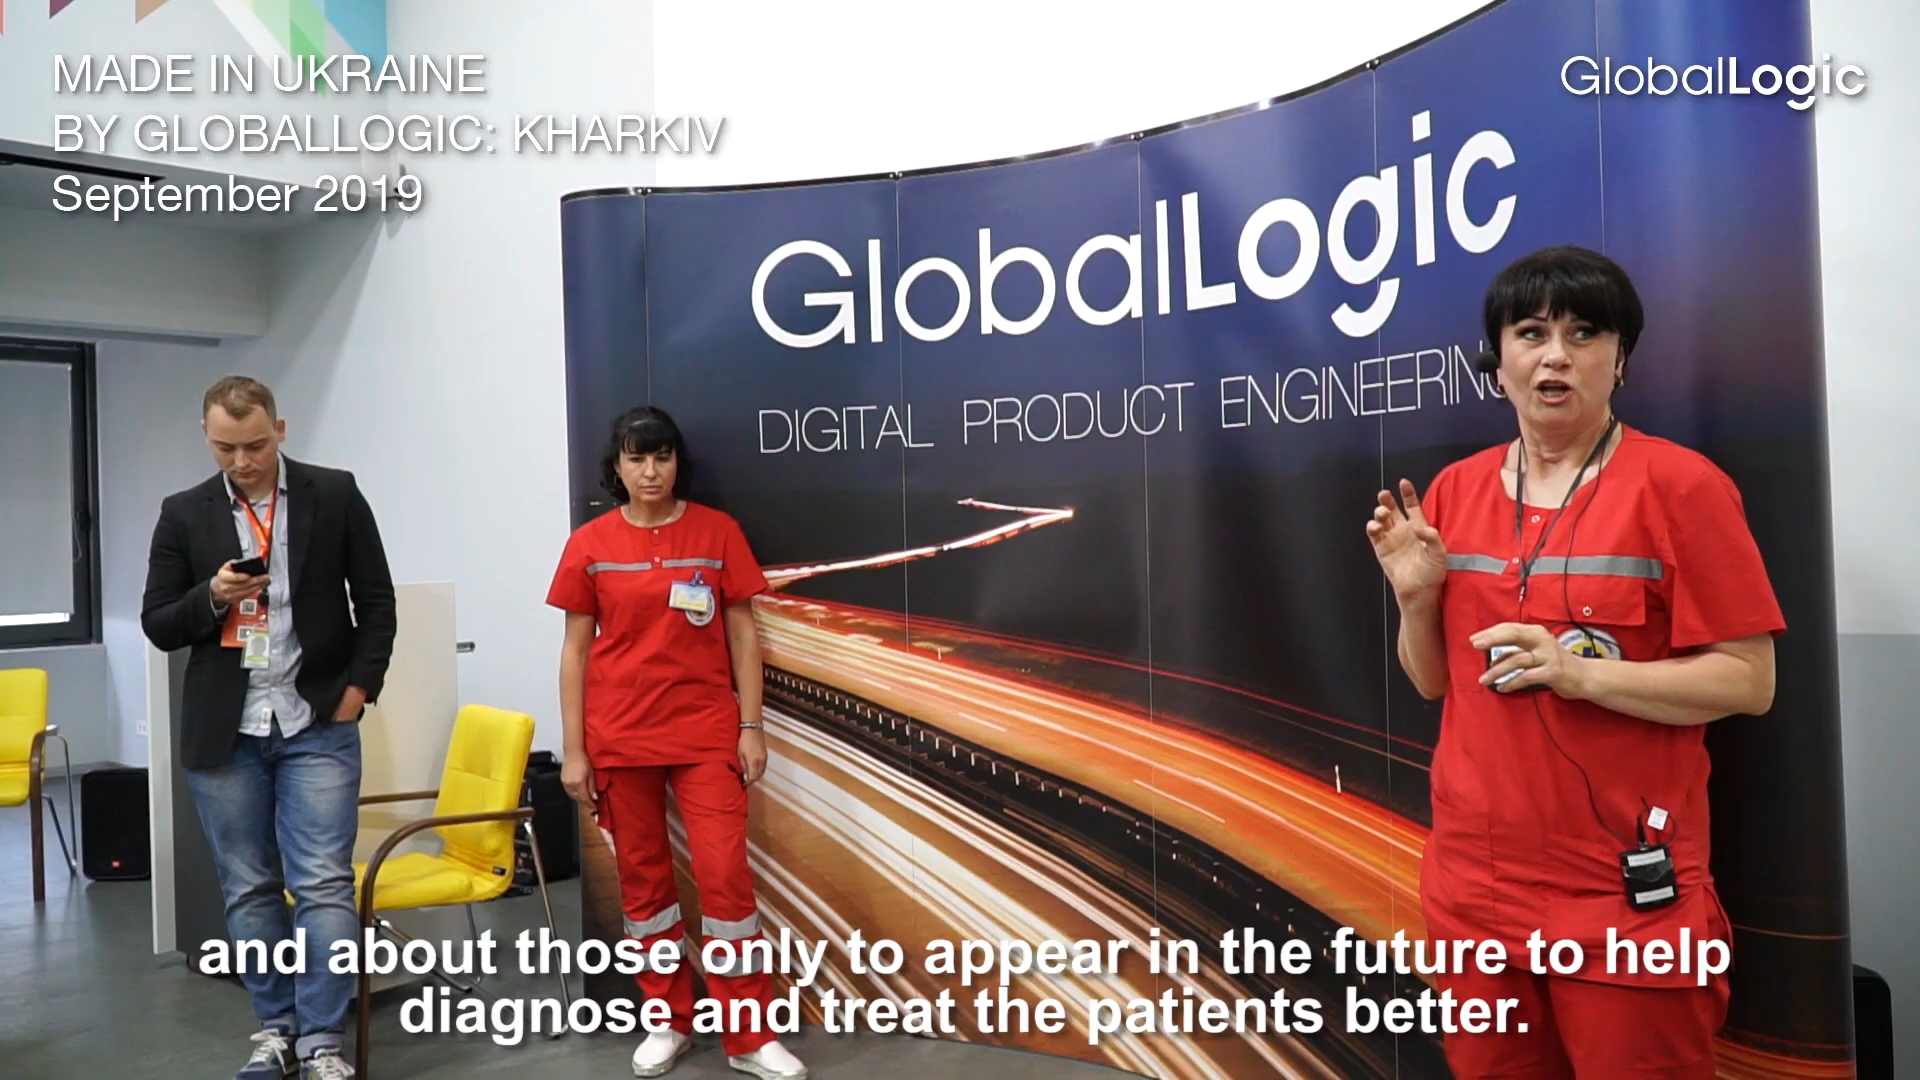 MADE IN UKRAINE
BY GLOBALLOGIC: KHARKIV
September 2019
GlobalLogic
GlobalLogic
DIGITAL PRODUCT ENGINEERING
and about those only to appear in the future to help
diagnose and treat the patients better.